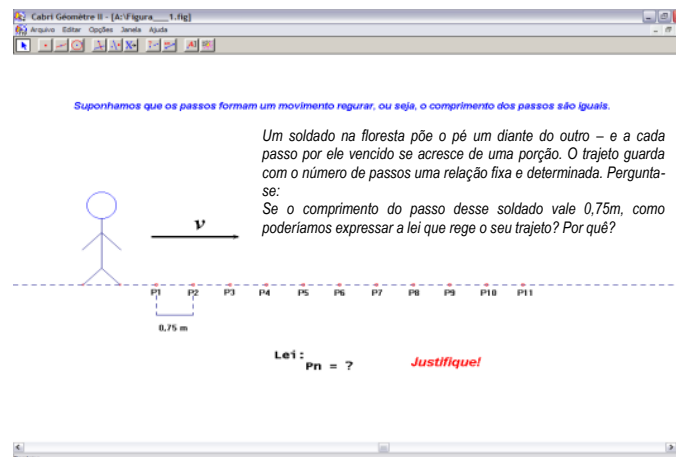 Cabri Géomètre II - [A:\Figura___1.fig]
Arquivo Editar Opções Janela Ajuda
Suponhamos que os passos formam um movimento regurar, ou seja, o comprimento dos passos são iguais.
Um soldado na floresta põe o pé um diante do outro – e a cada
passo por ele vencido se acresce de uma porção. O trajeto guarda
com o número de passos uma relação fixa e determinada. Pergunta-
se:
Se o comprimento do passo desse soldado vale 0,75m, como
poderíamos expressar a lei que rege o seu trajeto? Por quê?
v
P1 P2 P3 P4 P5 P6 P7 P8 P9 P10 P11
0,75 m
Lei:
Pn = ?
Justifique!